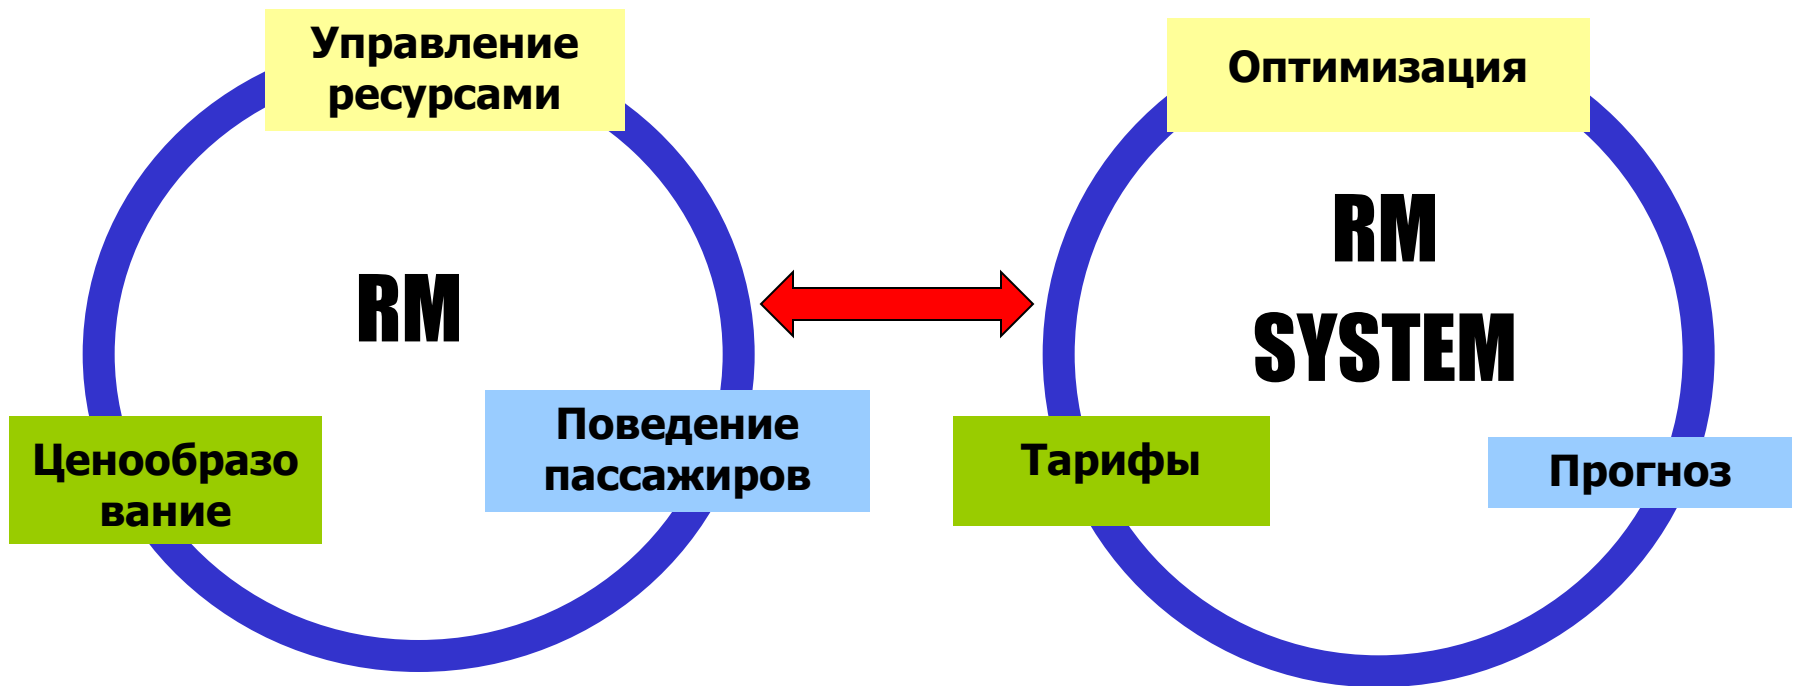 Управление
ресурсами
RM
Ценообразо
вание
Поведение
пассажиров
Оптимизация
RM
SYSTEM
Тарифы
Прогноз